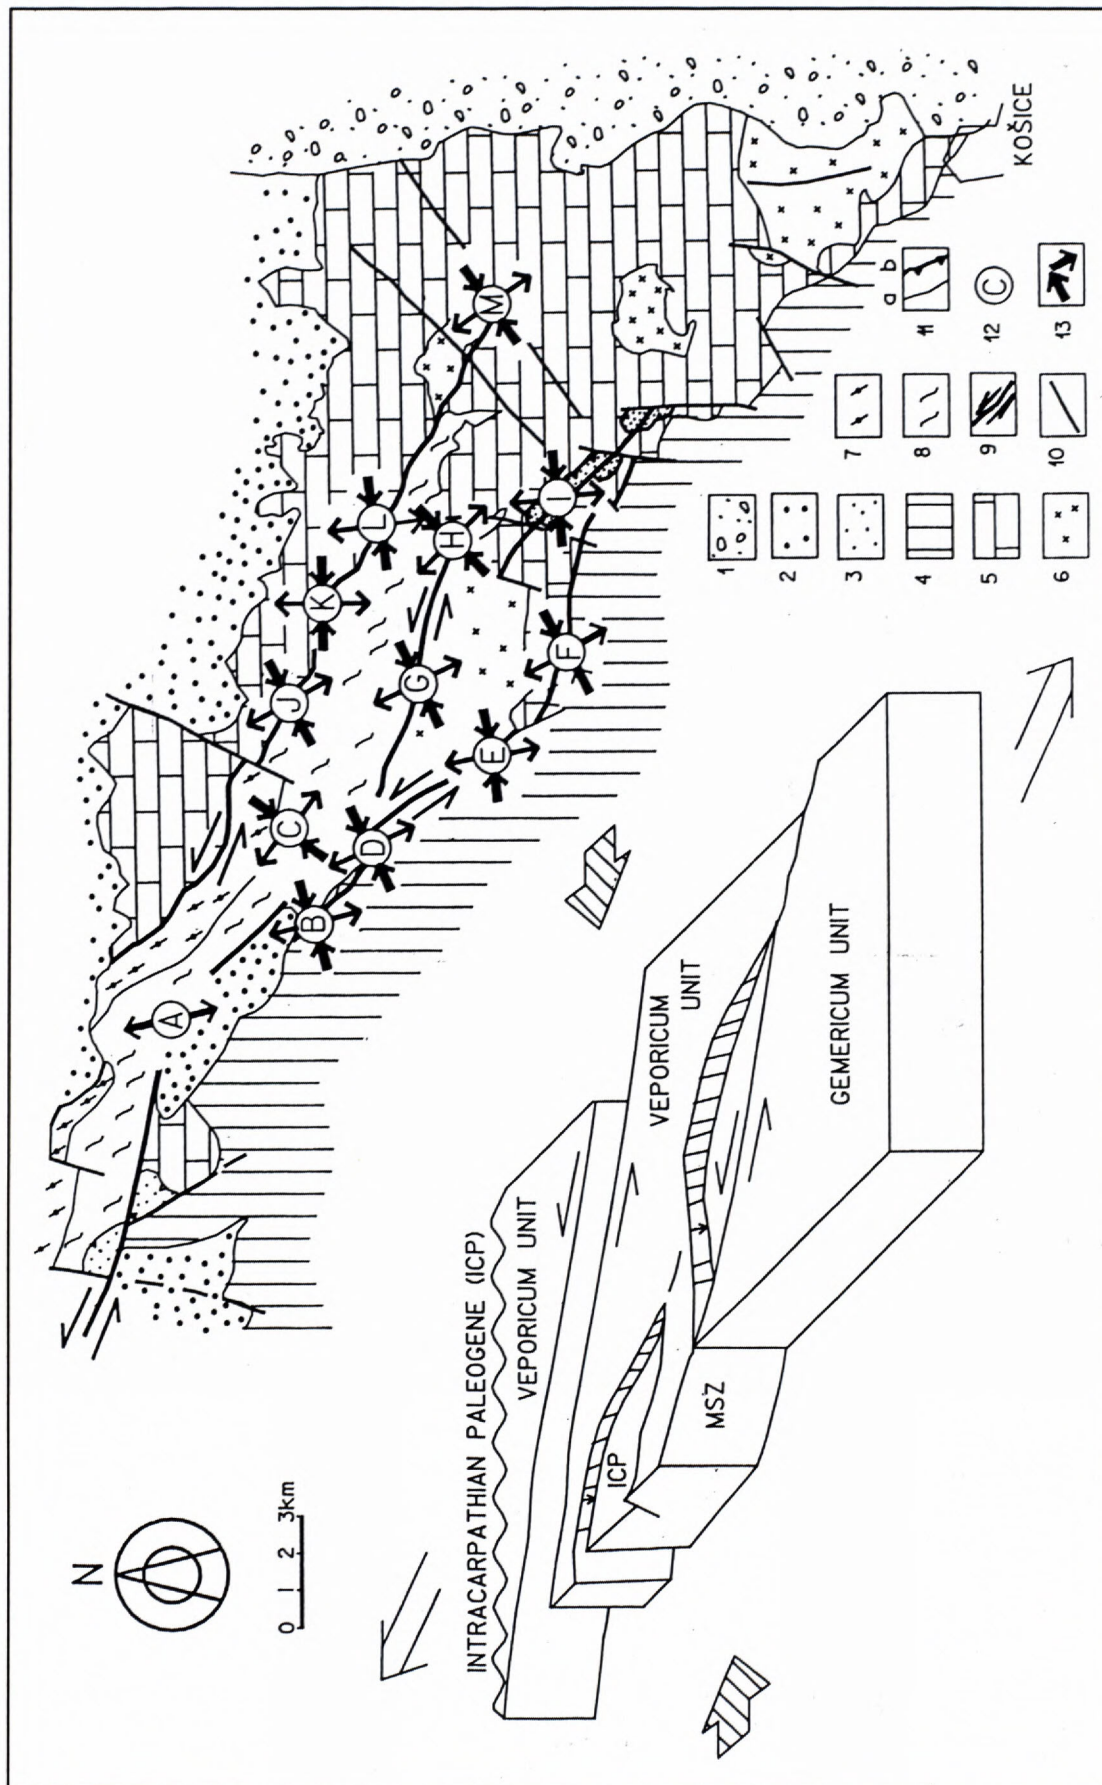 N
0 1 2 3km
A
B
C
D
E
F
G
H
I
J
K
L
M
KOŠICE
INTRACARPATHIAN PALEOGENE (ICP)
VEPORICUM UNIT
VEPORICUM
UNIT
ICP
MSZ
GEMERICUM UNIT
1
2
3
4
5
6
7
8
9
10
a b
11
C
12
13